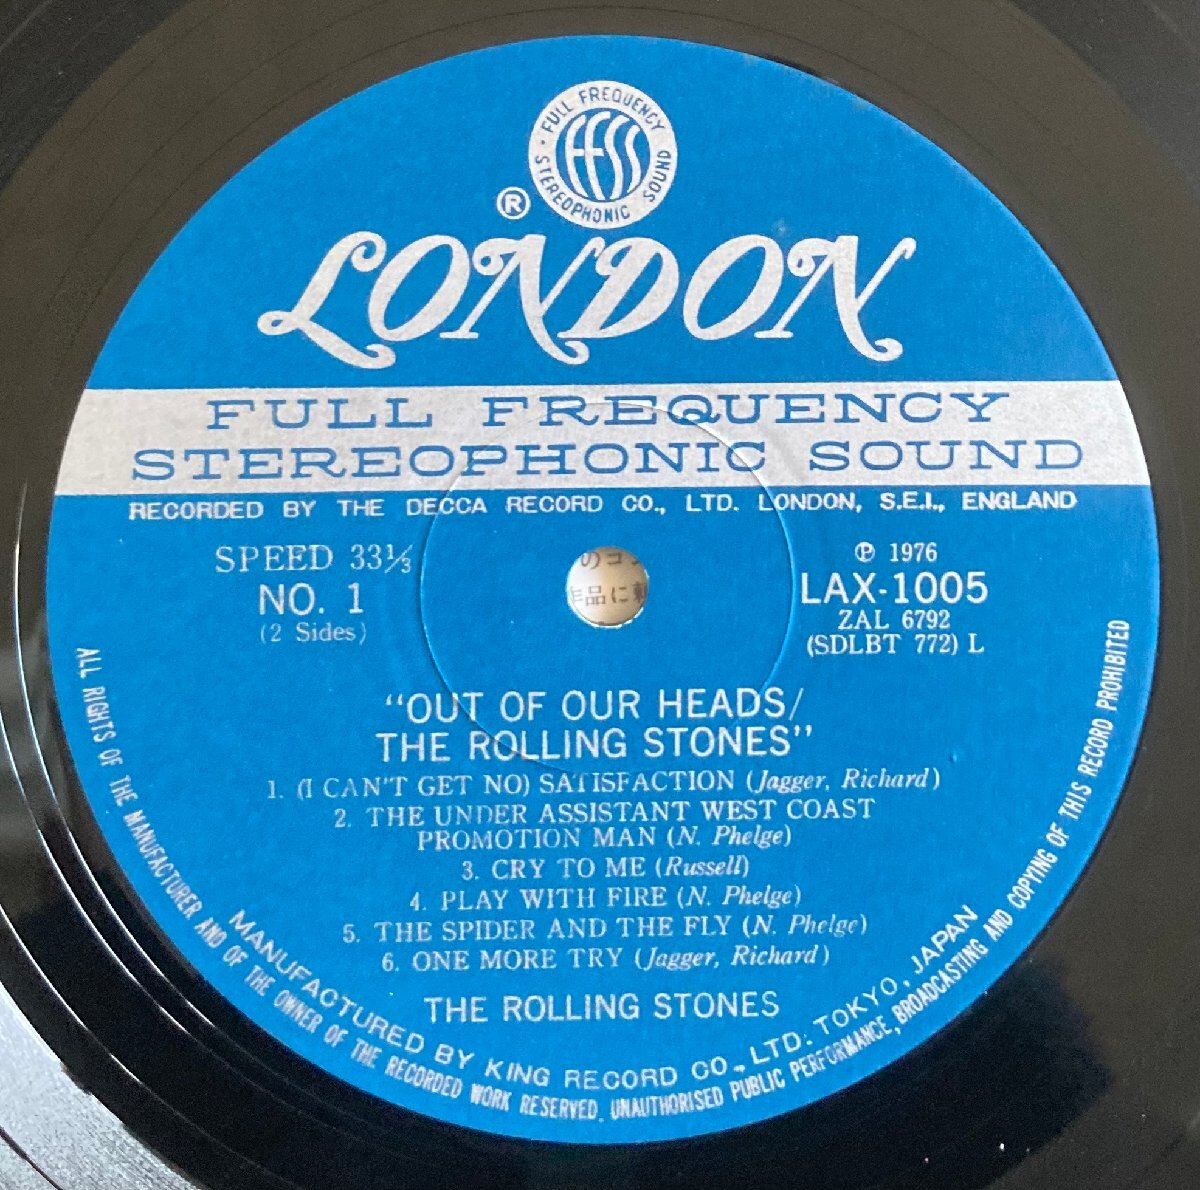 FULL FREQUENCY
STEREOPHONIC SOUND
FFSS
®
LONDON
FULL FREQUENCY
STEREOPHONIC SOUND
RECORDED BY THE DECCA RECORD CO., LTD. LONDON, S.E.I., ENGLAND
SPEED 33⅓
NO. 1
(2 Sides)
のコン
作品に
℗ 1976
LAX-1005
ZAL 6792
(SDLBT 772) L
"OUT OF OUR HEADS/
THE ROLLING STONES"
1. (I CAN'T GET NO) SATISFACTION (Jagger, Richard)
2. THE UNDER ASSISTANT WEST COAST
PROMOTION MAN (N. Phelge)
3. CRY TO ME (Russell)
4. PLAY WITH FIRE (N. Phelge)
5. THE SPIDER AND THE FLY (N. Phelge)
6. ONE MORE TRY (Jagger, Richard)
THE ROLLING STONES
MANUFACTURED BY KING RECORD CO., LTD. TOKYO, JAPAN
ALL RIGHTS OF THE MANUFACTURER AND OF THE OWNER OF THE RECORDED WORK RESERVED. UNAUTHORISED PUBLIC PERFORMANCE, BROADCASTING AND COPYING OF THIS RECORD PROHIBITED